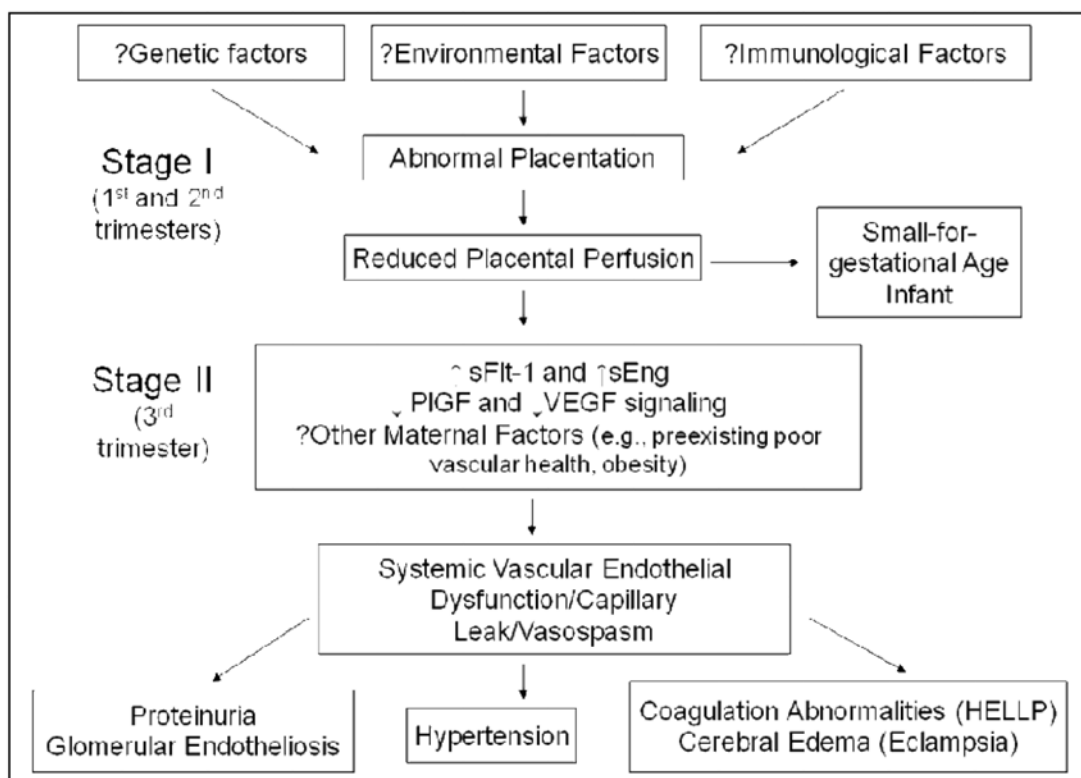 ?Genetic factors
?Environmental Factors
?Immunological Factors
Stage I
(1st and 2nd
trimesters)
Abnormal Placentation
Reduced Placental Perfusion
Small-for-
gestational Age
Infant
Stage II
(3rd
trimester)
↑ sFlt-1 and ↑sEng
↓ PlGF and ↓VEGF signaling
?Other Maternal Factors (e.g., preexisting poor
vascular health, obesity)
Systemic Vascular Endothelial
Dysfunction/Capillary
Leak/Vasospasm
Proteinuria
Glomerular Endotheliosis
Hypertension
Coagulation Abnormalities (HELLP)
Cerebral Edema (Eclampsia)